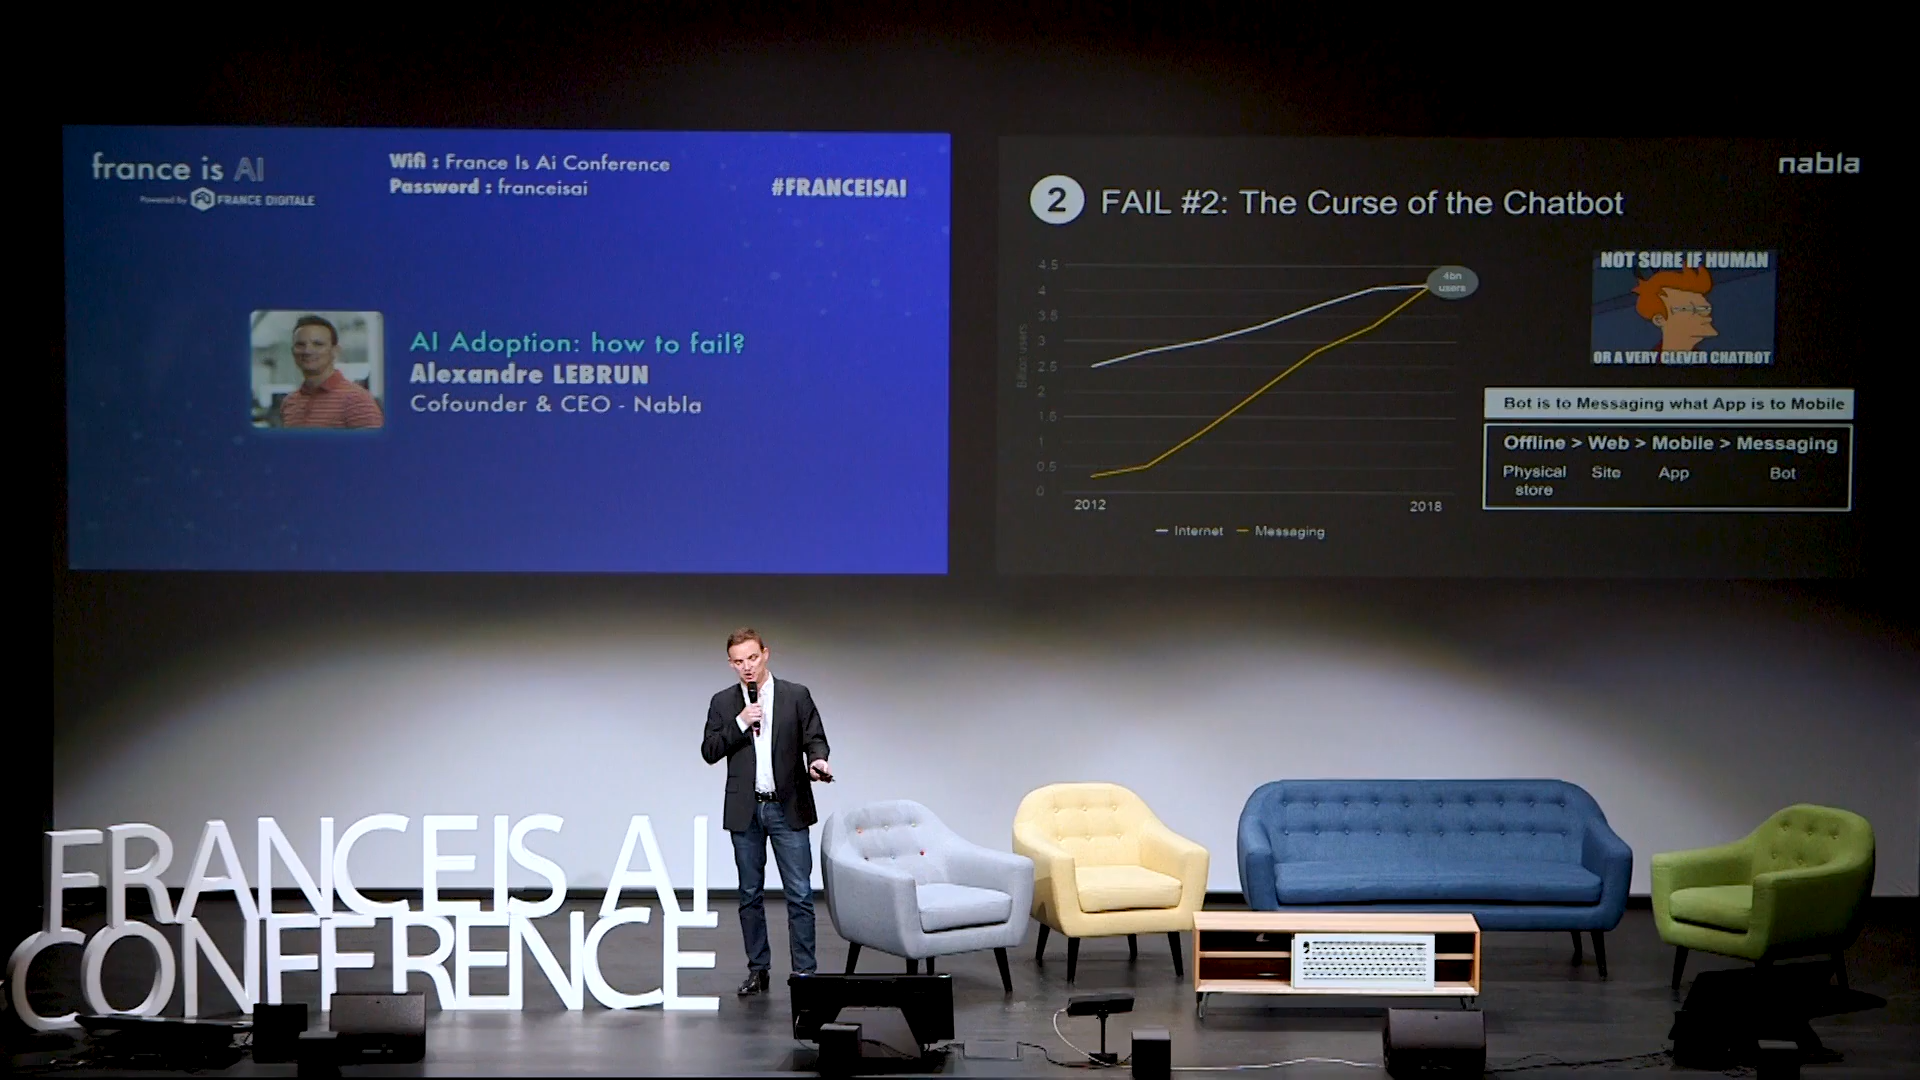 france is AI
Powered by FRANCE DIGITALE
Wifi : France Is Ai Conference
Password : franceisai
#FRANCEISAI
AI Adoption: how to fail?
Alexandre LEBRUN
Cofounder & CEO - Nabla
nabla
2 FAIL #2: The Curse of the Chatbot
4.5
4
3.5
3
2.5
2
1.5
1
0.5
0
Billion users
4bn
users
2012
2018
Internet
Messaging
NOT SURE IF HUMAN
OR A VERY CLEVER CHATBOT
Bot is to Messaging what App is to Mobile
Offline > Web > Mobile > Messaging
Physical store Site App Bot
FRANCE IS AI
CONFERENCE